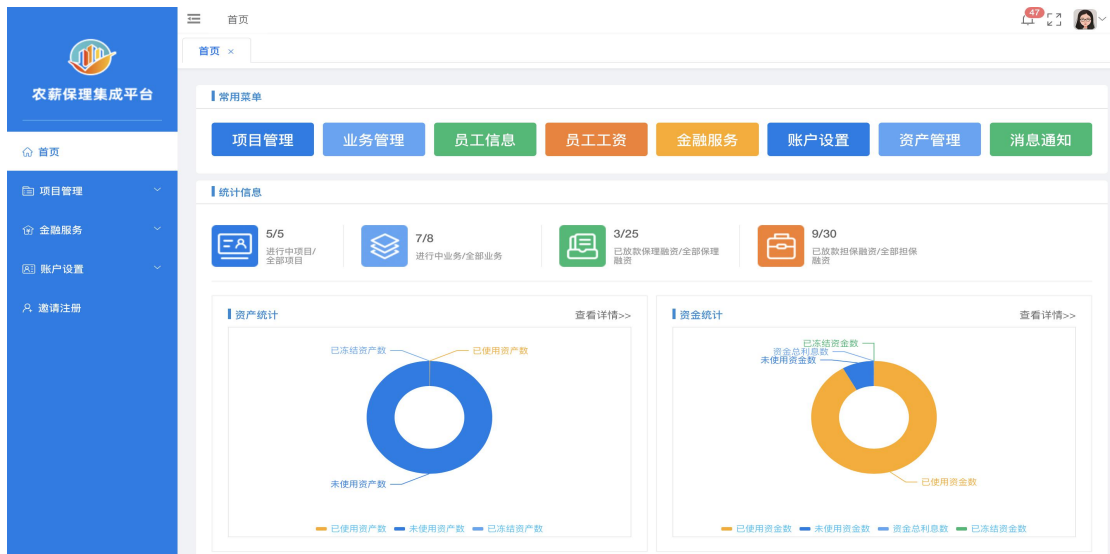 首页
47
首页 ×
农薪保理集成平台
首页
项目管理
金融服务
账户设置
邀请注册
常用菜单
项目管理 业务管理 员工信息 员工工资 金融服务 账户设置 资产管理 消息通知
统计信息
5/5
进行中项目/
全部项目
7/8
进行中业务/全部业务
3/25
已放款保理融资/全部保理
融资
9/30
已放款担保融资/全部担保
融资
资产统计 查看详情>>
已冻结资产数 已使用资产数
未使用资产数
已使用资产数 未使用资产数 已冻结资产数
资金统计 查看详情>>
已冻结资金数
资金总利息数
未使用资金数
已使用资金数
已使用资金数 未使用资金数 资金总利息数 已冻结资金数